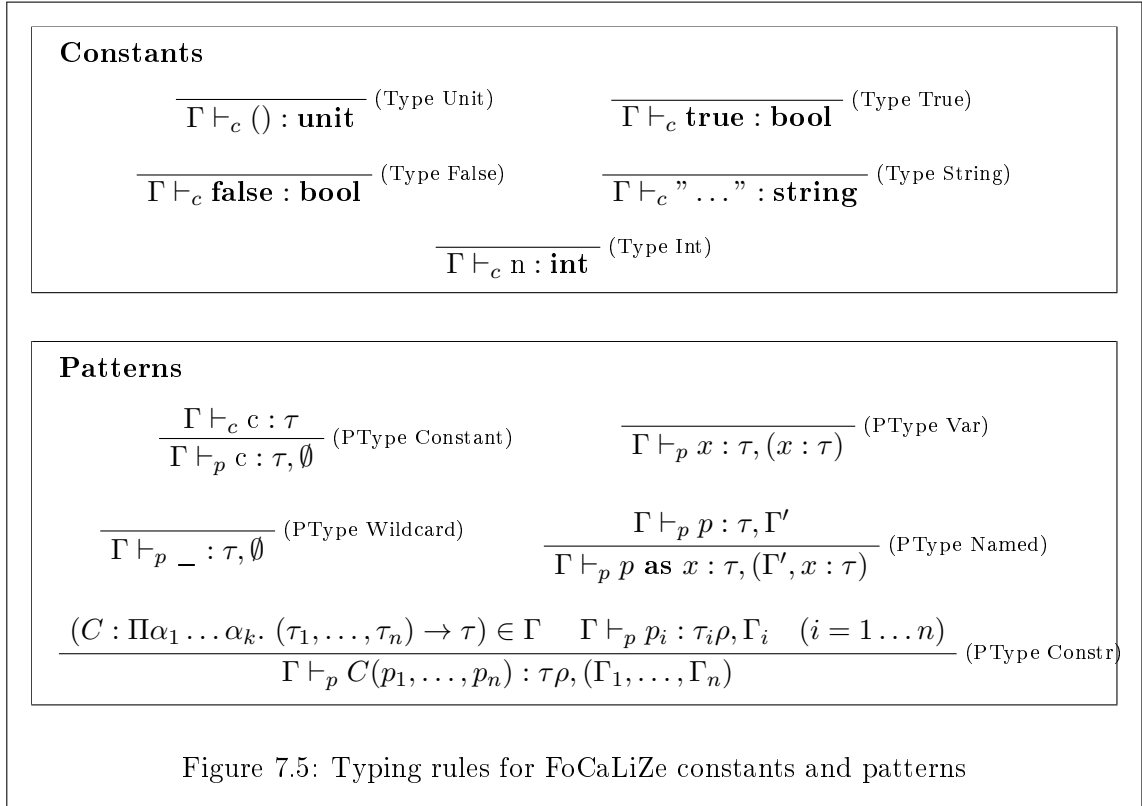 Constants
(Type Unit) (Type True)
Γ ⊢c () : unit Γ ⊢c true : bool
(Type False) (Type String)
Γ ⊢c false : bool Γ ⊢c ” … ” : string
(Type Int)
Γ ⊢c n : int
Patterns
Γ ⊢c c : τ
(PType Constant) (PType Var)
Γ ⊢p c : τ, ∅ Γ ⊢p x : τ, (x : τ)
Γ ⊢p p : τ, Γ′
(PType Wildcard) (PType Named)
Γ ⊢p _ : τ, ∅ Γ ⊢p p as x : τ, (Γ′, x : τ)
(C : Πα1 … αk. (τ1, …, τn) → τ) ∈ Γ Γ ⊢p pi : τiρ, Γi (i = 1 … n)
(PType Constr)
Γ ⊢p C(p1, …, pn) : τρ, (Γ1, …, Γn)
Figure 7.5: Typing rules for FoCaLiZe constants and patterns